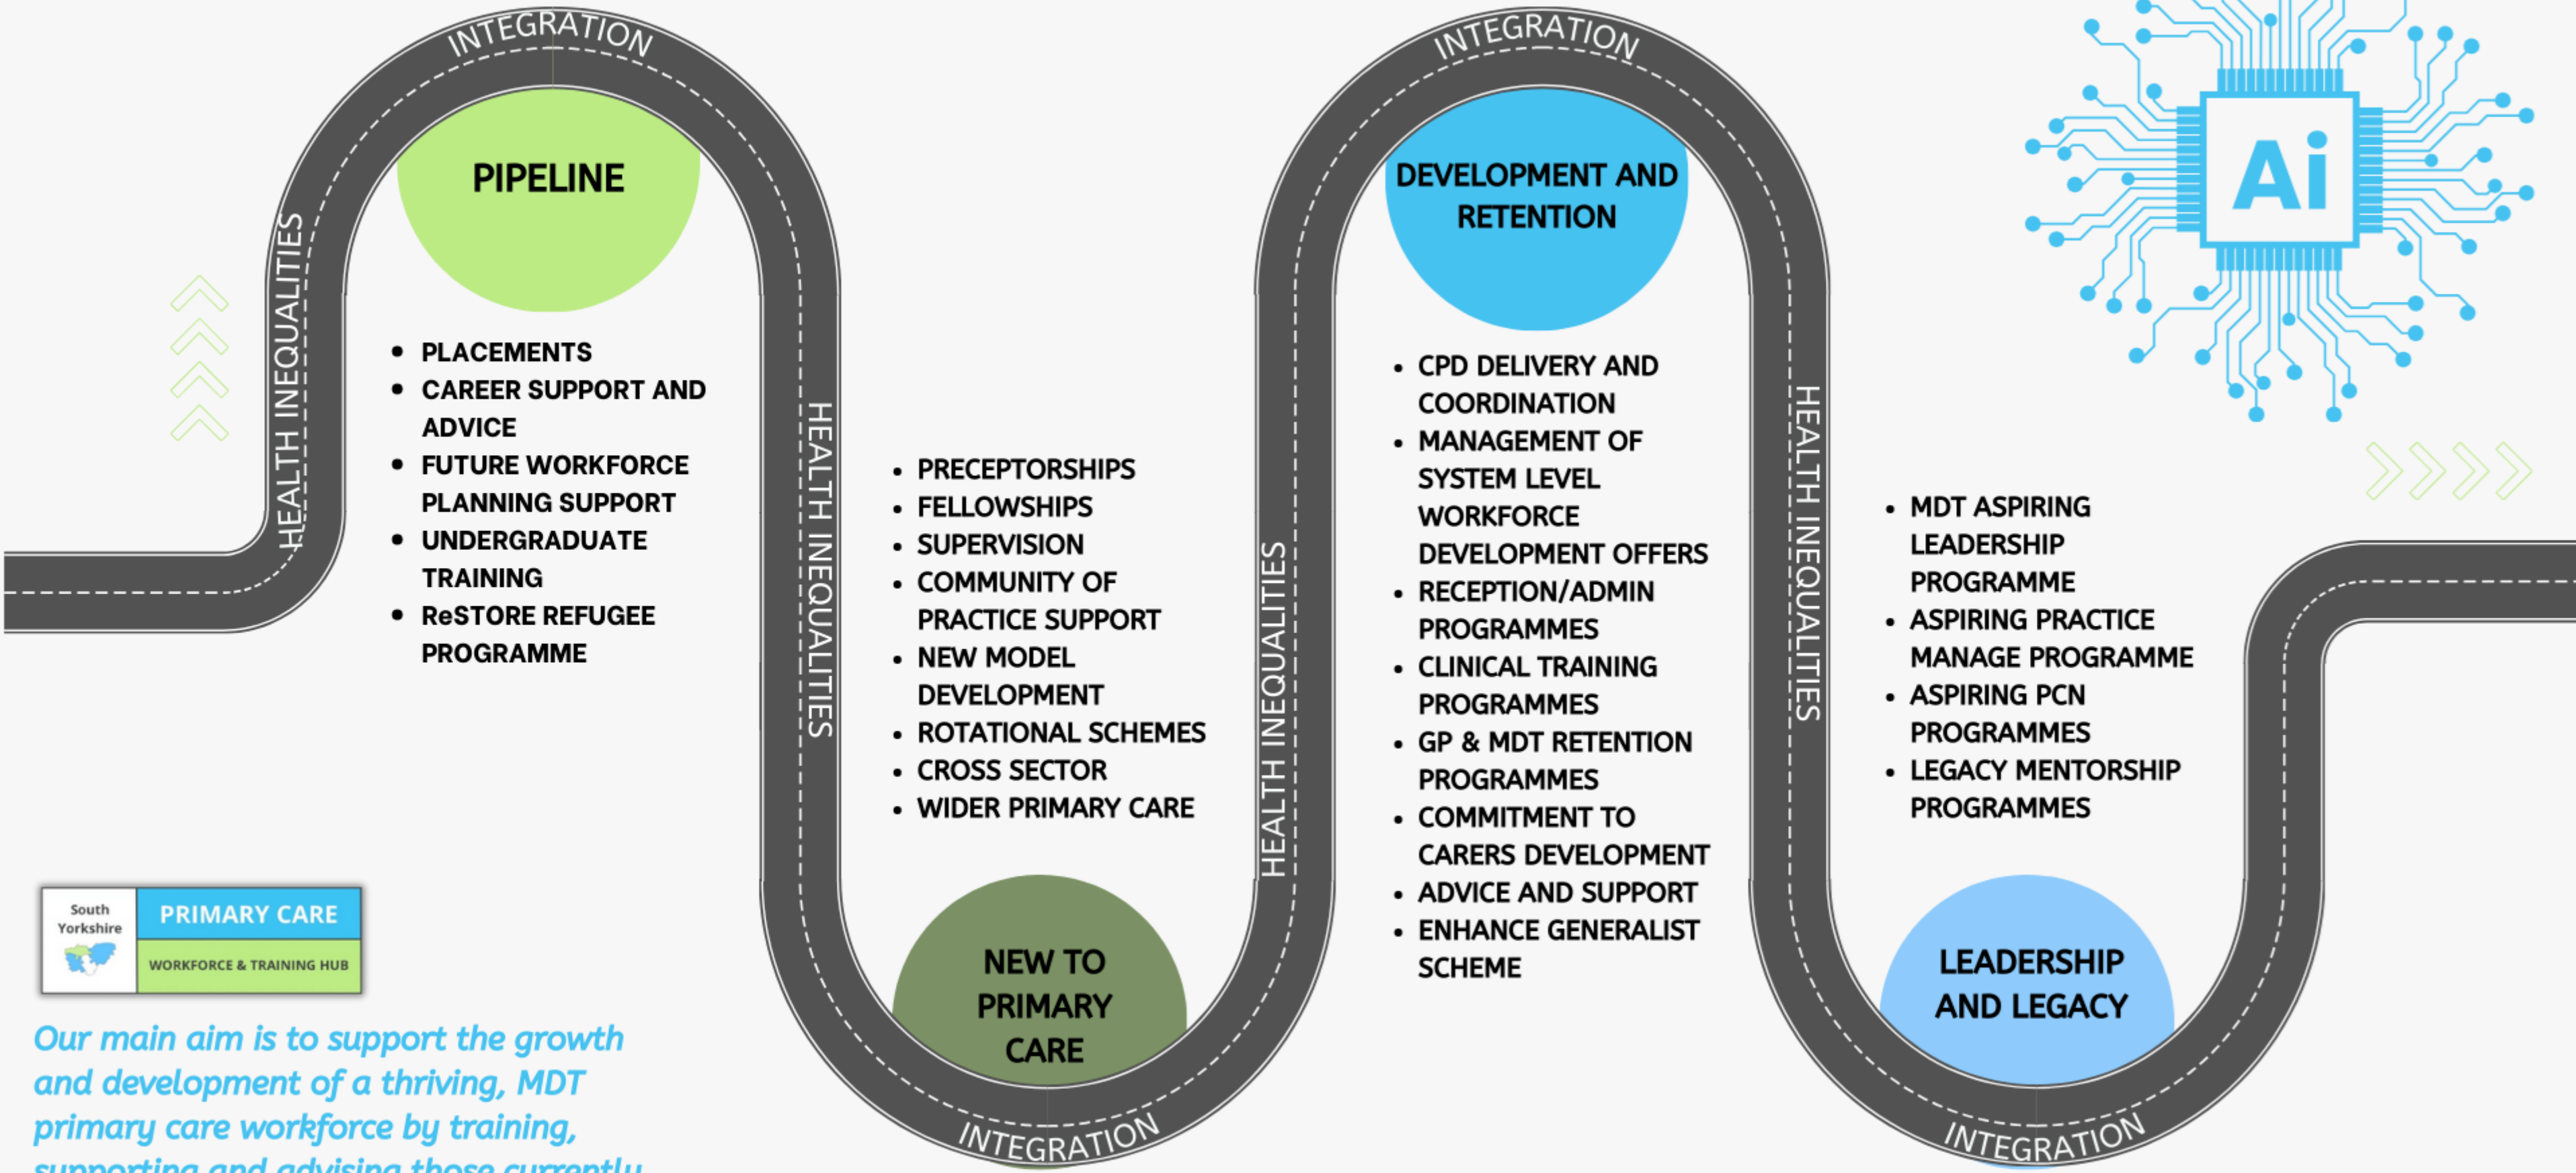 INTEGRATION
HEALTH INEQUALITIES
PIPELINE
• PLACEMENTS
• CAREER SUPPORT AND
ADVICE
• FUTURE WORKFORCE
PLANNING SUPPORT
• UNDERGRADUATE
TRAINING
• ReSTORE REFUGEE
PROGRAMME
HEALTH INEQUALITIES
• PRECEPTORSHIPS
• FELLOWSHIPS
• SUPERVISION
• COMMUNITY OF
PRACTICE SUPPORT
• NEW MODEL
DEVELOPMENT
• ROTATIONAL SCHEMES
• CROSS SECTOR
• WIDER PRIMARY CARE
NEW TO
PRIMARY
CARE
INTEGRATION
HEALTH INEQUALITIES
INTEGRATION
DEVELOPMENT AND
RETENTION
• CPD DELIVERY AND
COORDINATION
• MANAGEMENT OF
SYSTEM LEVEL
WORKFORCE
DEVELOPMENT OFFERS
• RECEPTION/ADMIN
PROGRAMMES
• CLINICAL TRAINING
PROGRAMMES
• GP & MDT RETENTION
PROGRAMMES
• COMMITMENT TO
CARERS DEVELOPMENT
• ADVICE AND SUPPORT
• ENHANCE GENERALIST
SCHEME
HEALTH INEQUALITIES
Ai
• MDT ASPIRING
LEADERSHIP
PROGRAMME
• ASPIRING PRACTICE
MANAGE PROGRAMME
• ASPIRING PCN
PROGRAMMES
• LEGACY MENTORSHIP
PROGRAMMES
LEADERSHIP
AND LEGACY
INTEGRATION
South
Yorkshire
PRIMARY CARE
WORKFORCE & TRAINING HUB
Our main aim is to support the growth
and development of a thriving, MDT
primary care workforce by training,
supporting and advising those currently